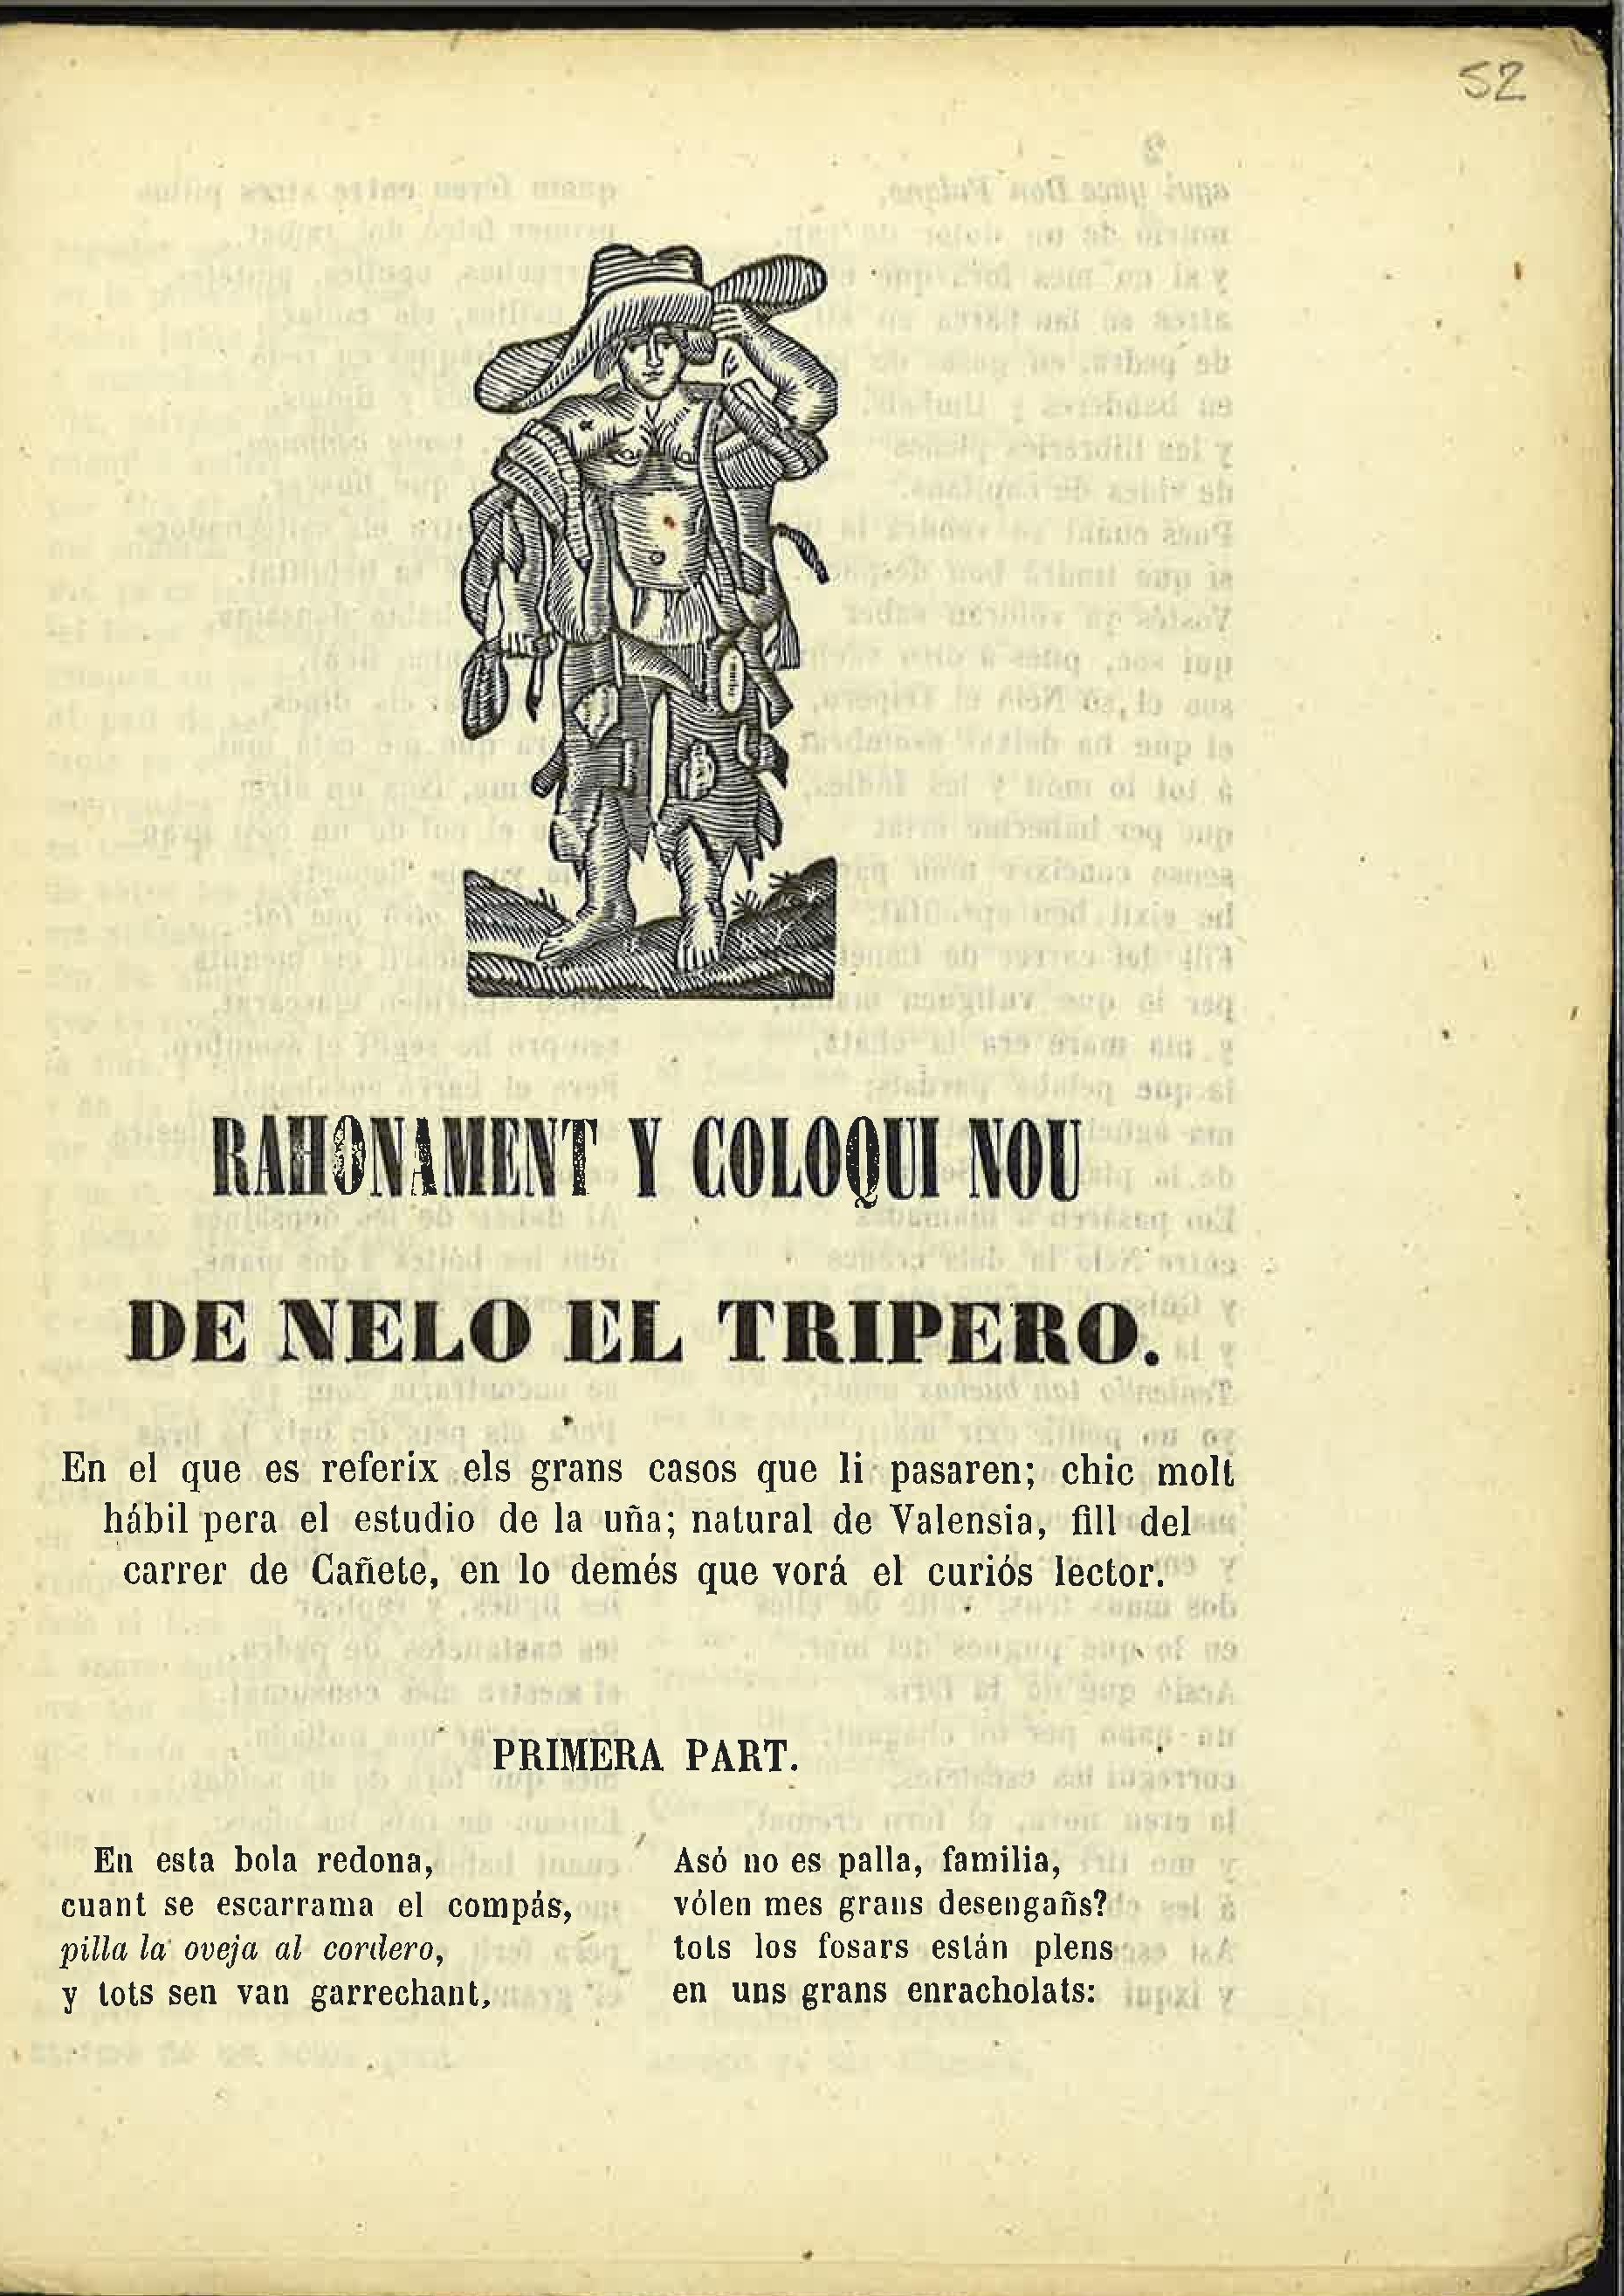 52
RAHONAMENT Y COLOQUI NOU
DE NELO EL TRIPERO.
En el que es referix els grans casos que li pasaren; chic molt
hábil pera el estudio de la uña; natural de Valensia, fill del
carrer de Cañete, en lo demés que vorá el curiós lector.
PRIMERA PART.
En esta bola redona,
cuant se escarrama el compás,
pilla la oveja al cordero,
y tots sen van garrechant,
Asó no es palla, familia,
vólen mes grans desengañs?
tots los fosars están plens
en uns grans enracholats: